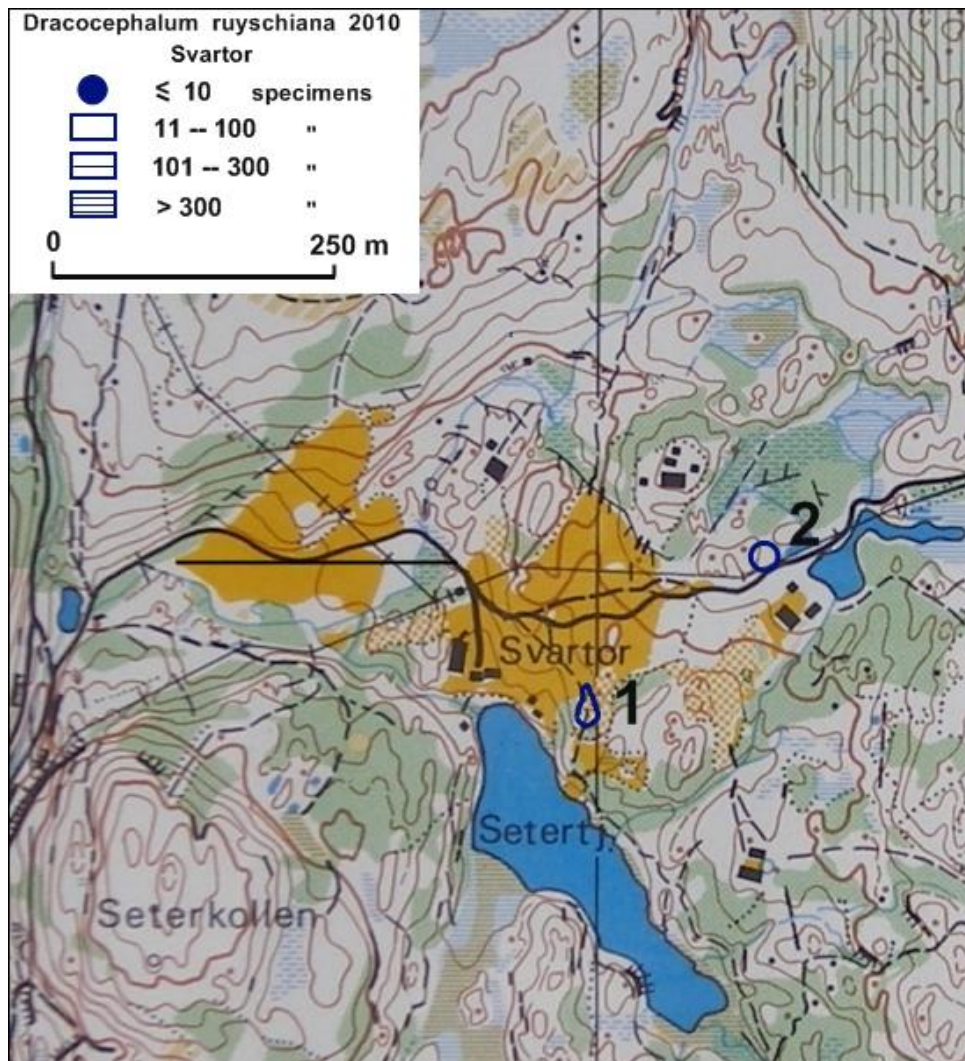 Dracocephalum ruyschiana 2010
Svartor
≤ 10 specimens
11 -- 100 "
101 -- 300 "
> 300 "
0 250 m
2
Svartor
1
Setertj.
Seterkollen